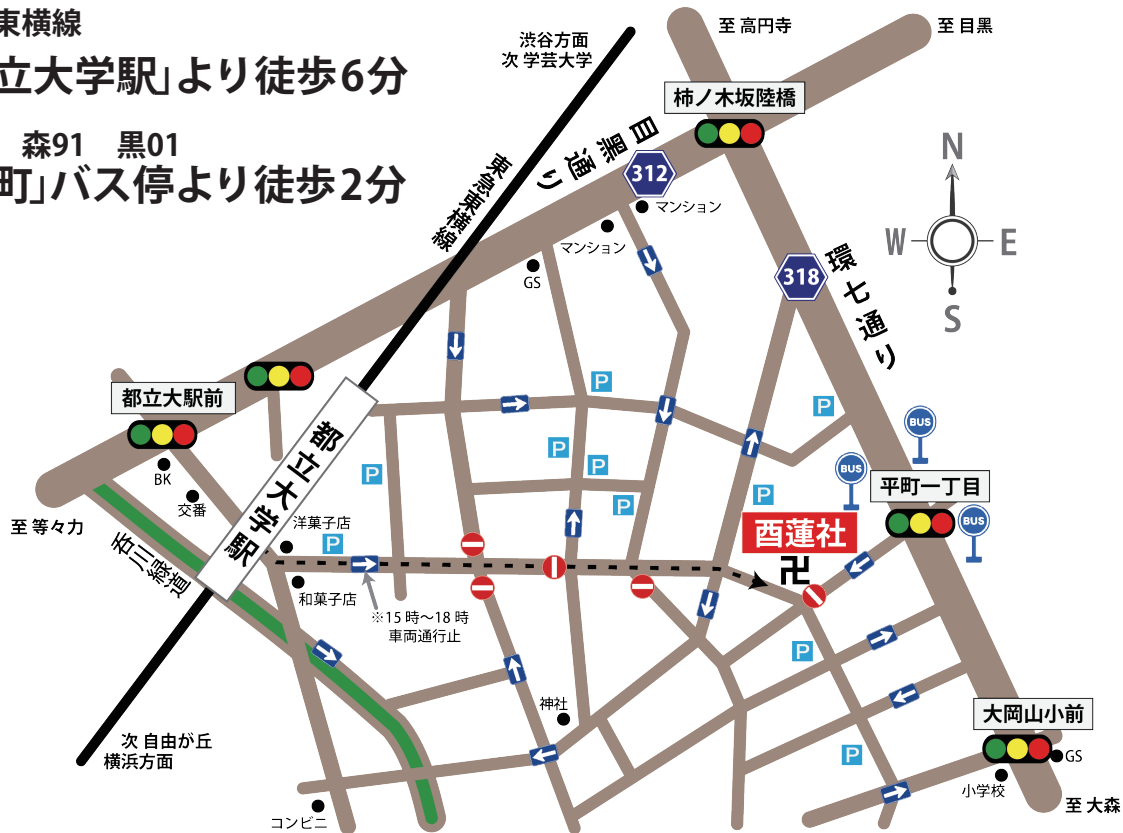 東横線
立大学駅」より徒歩6分
森91　黒01
町」バス停より徒歩2分
渋谷方面
次 学芸大学
至 高円寺
至 目黒
柿ノ木坂陸橋
目黒通り
312
マンション
マンション
東急東横線
GS
318
環七通り
N
W
E
S
都立大駅前
BK
交番
至 等々力
呑川緑道
都立大学駅
洋菓子店
和菓子店
※15時〜18時
車両通行止
P
P
P
P
P
P
P
P
P
P
BUS
BUS
BUS
平町一丁目
酉蓮社
卍
神社
大岡山小前
GS
小学校
至 大森
次 自由が丘
横浜方面
コンビニ